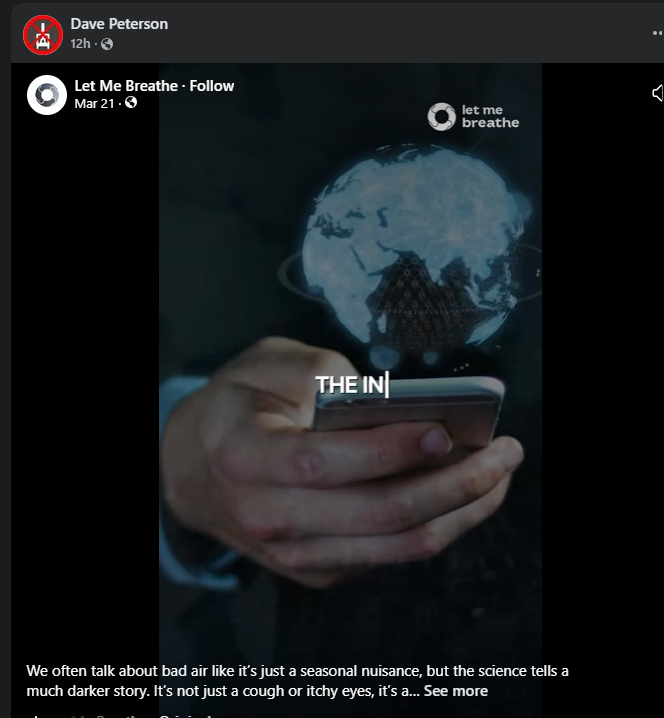 Dave Peterson
12h ·
Let Me Breathe · Follow
Mar 21 ·
let me
breathe
THE IN
We often talk about bad air like it's just a seasonal nuisance, but the science tells a
much darker story. It's not just a cough or itchy eyes, it's a... See more